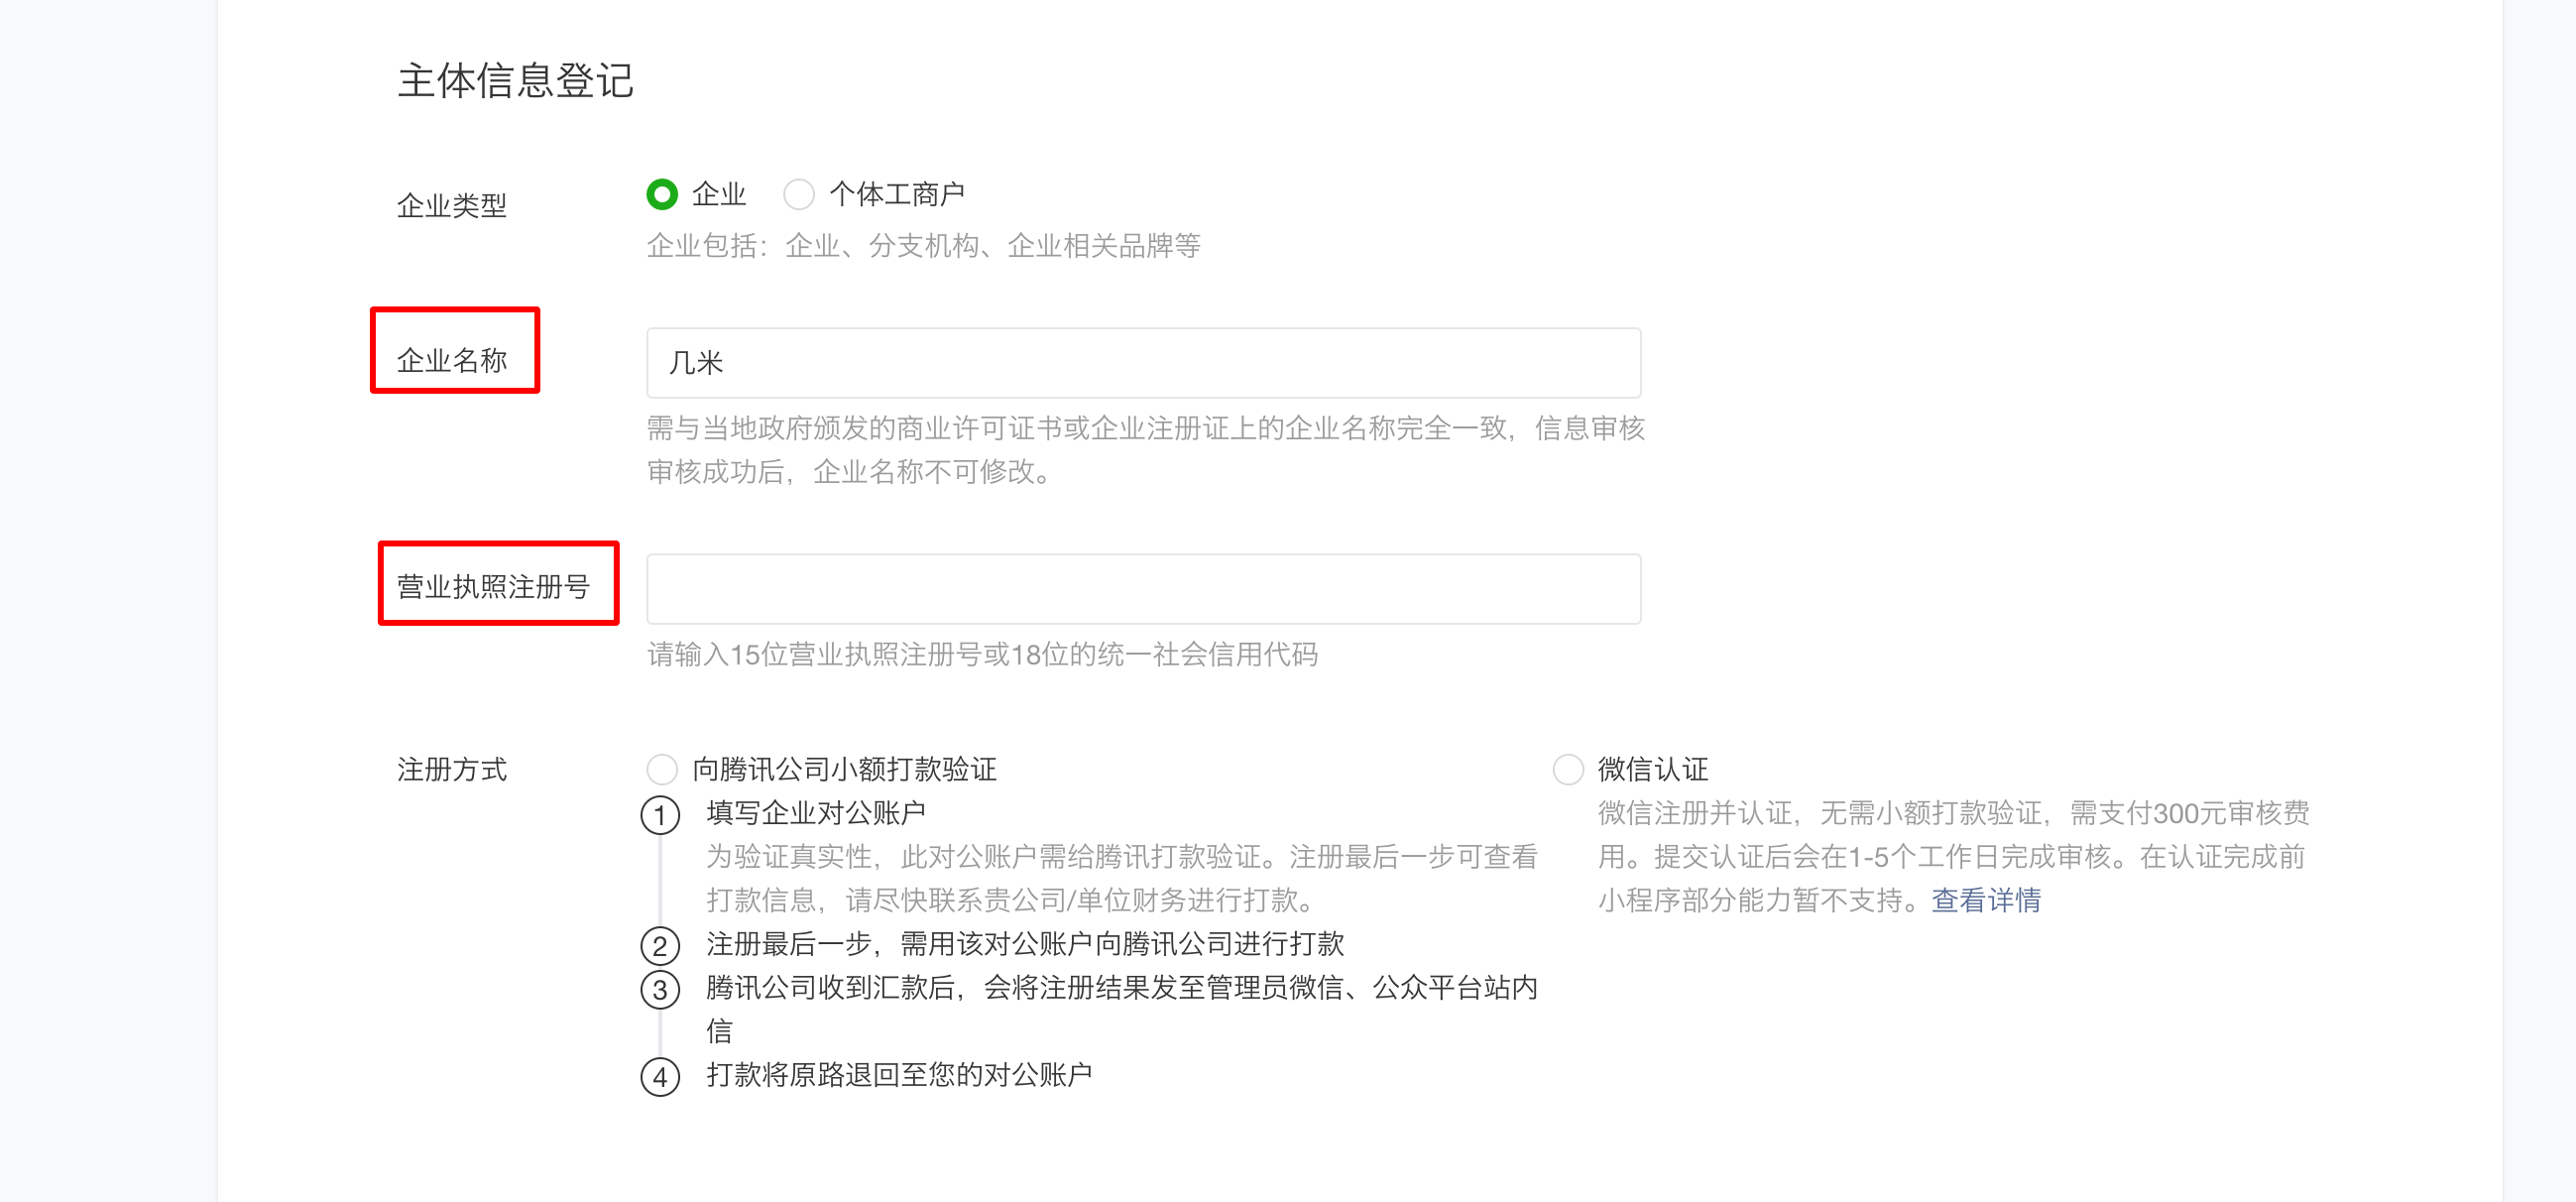 主体信息登记
企业类型
企业 个体工商户
企业包括：企业、分支机构、企业相关品牌等
企业名称
几米
需与当地政府颁发的商业许可证书或企业注册证上的企业名称完全一致，信息审核
审核成功后，企业名称不可修改。
营业执照注册号
请输入15位营业执照注册号或18位的统一社会信用代码
注册方式
向腾讯公司小额打款验证
1 填写企业对公账户
为验证真实性，此对公账户需给腾讯打款验证。注册最后一步可查看
打款信息，请尽快联系贵公司/单位财务进行打款。
2 注册最后一步，需用该对公账户向腾讯公司进行打款
3 腾讯公司收到汇款后，会将注册结果发至管理员微信、公众平台站内
信
4 打款将原路退回至您的对公账户
微信认证
微信注册并认证，无需小额打款验证，需支付300元审核费
用。提交认证后会在1-5个工作日完成审核。在认证完成前
小程序部分能力暂不支持。查看详情